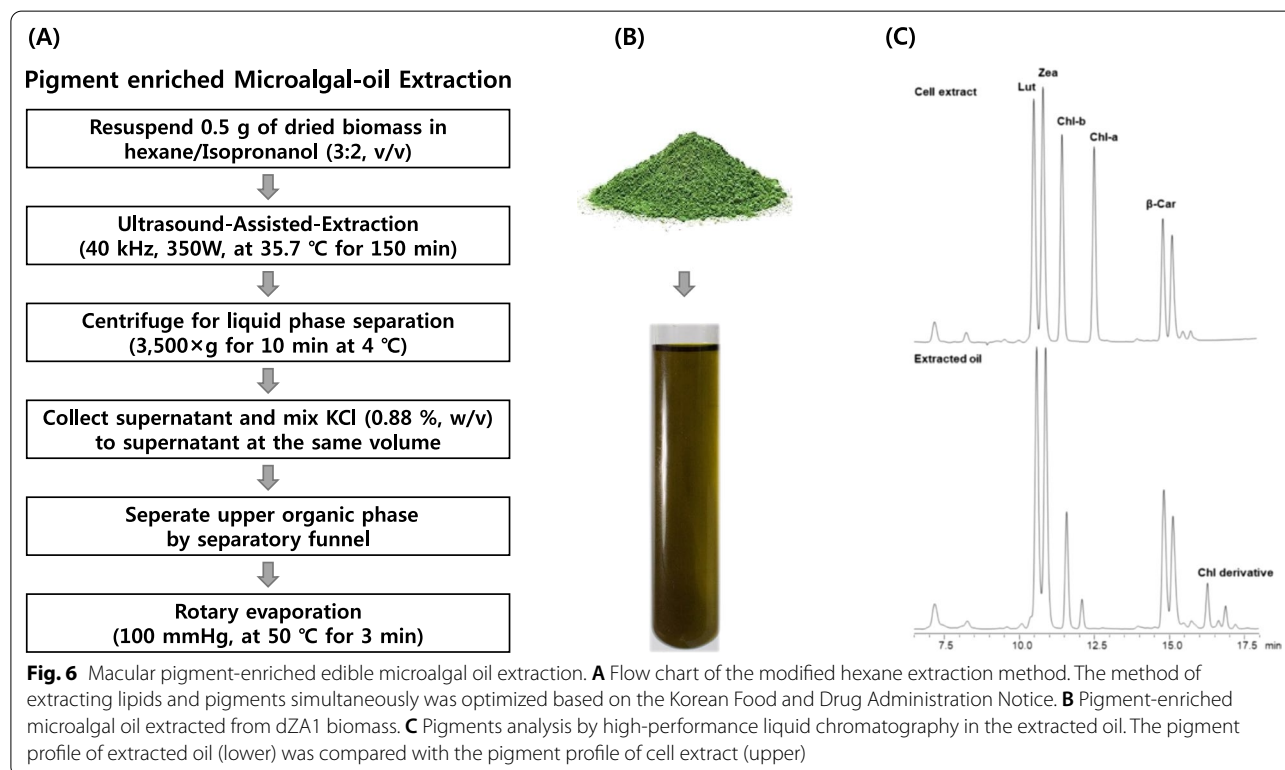 (A)
Pigment enriched Microalgal-oil Extraction
Resuspend 0.5 g of dried biomass in
hexane/Isopronanol (3:2, v/v)
Ultrasound-Assisted-Extraction
(40 kHz, 350W, at 35.7 ℃ for 150 min)
Centrifuge for liquid phase separation
(3,500×g for 10 min at 4 ℃)
Collect supernatant and mix KCl (0.88 %, w/v)
to supernatant at the same volume
Seperate upper organic phase
by separatory funnel
Rotary evaporation
(100 mmHg, at 50 ℃ for 3 min)
(B)
(C)
Cell extract
Lut
Zea
Chl-b
Chl-a
β-Car
Extracted oil
Chl derivative
7.5 10.0 12.5 15.0 17.5 min
Fig. 6 Macular pigment-enriched edible microalgal oil extraction. A Flow chart of the modified hexane extraction method. The method of
extracting lipids and pigments simultaneously was optimized based on the Korean Food and Drug Administration Notice. B Pigment-enriched
microalgal oil extracted from dZA1 biomass. C Pigments analysis by high-performance liquid chromatography in the extracted oil. The pigment
profile of extracted oil (lower) was compared with the pigment profile of cell extract (upper)